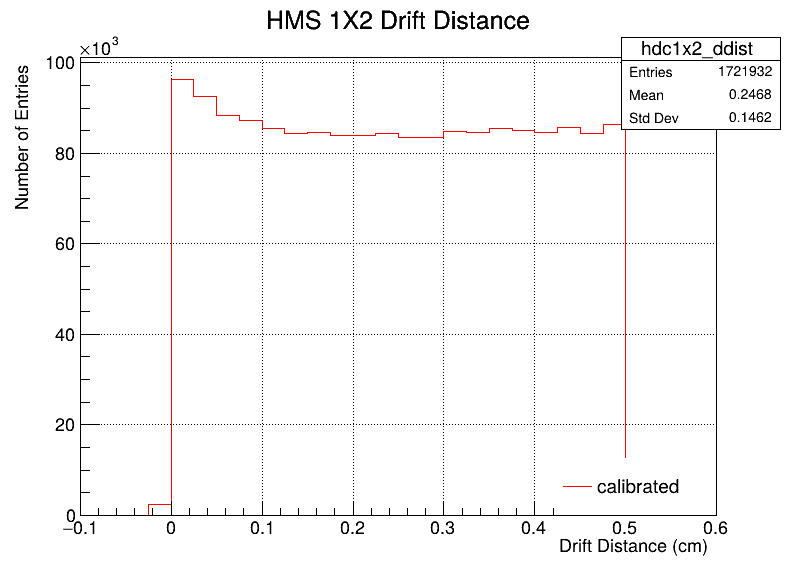 HMS 1X2 Drift Distance
hdc1x2_ddist
Entries 1721932
Mean 0.2468
Std Dev 0.1462
×10³
Number of Entries
100
80
60
40
20
0
−0.1 0 0.1 0.2 0.3 0.4 0.5 0.6
Drift Distance (cm)
calibrated